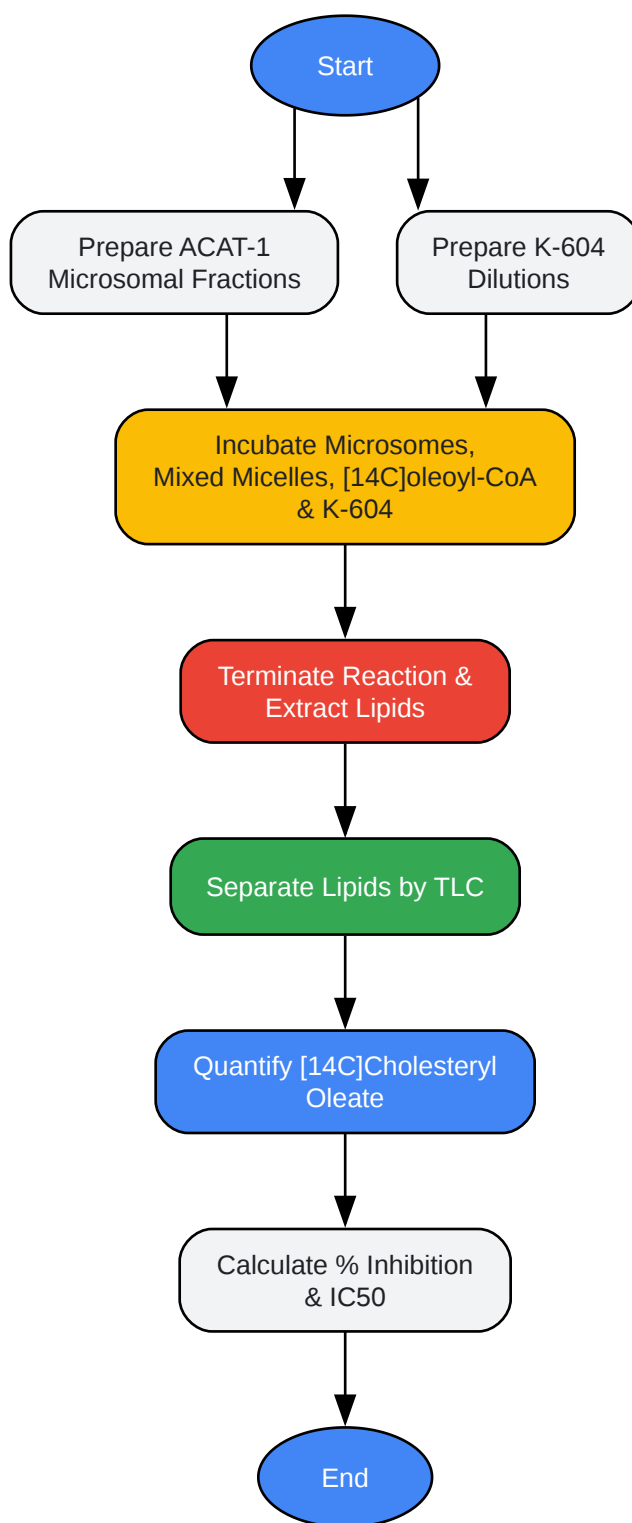 Start
Prepare ACAT-1
Microsomal Fractions
Prepare K-604
Dilutions
Incubate Microsomes,
Mixed Micelles, [14C]oleoyl-CoA
& K-604
Terminate Reaction &
Extract Lipids
Separate Lipids by TLC
Quantify [14C]Cholesteryl
Oleate
Calculate % Inhibition
& IC50
End